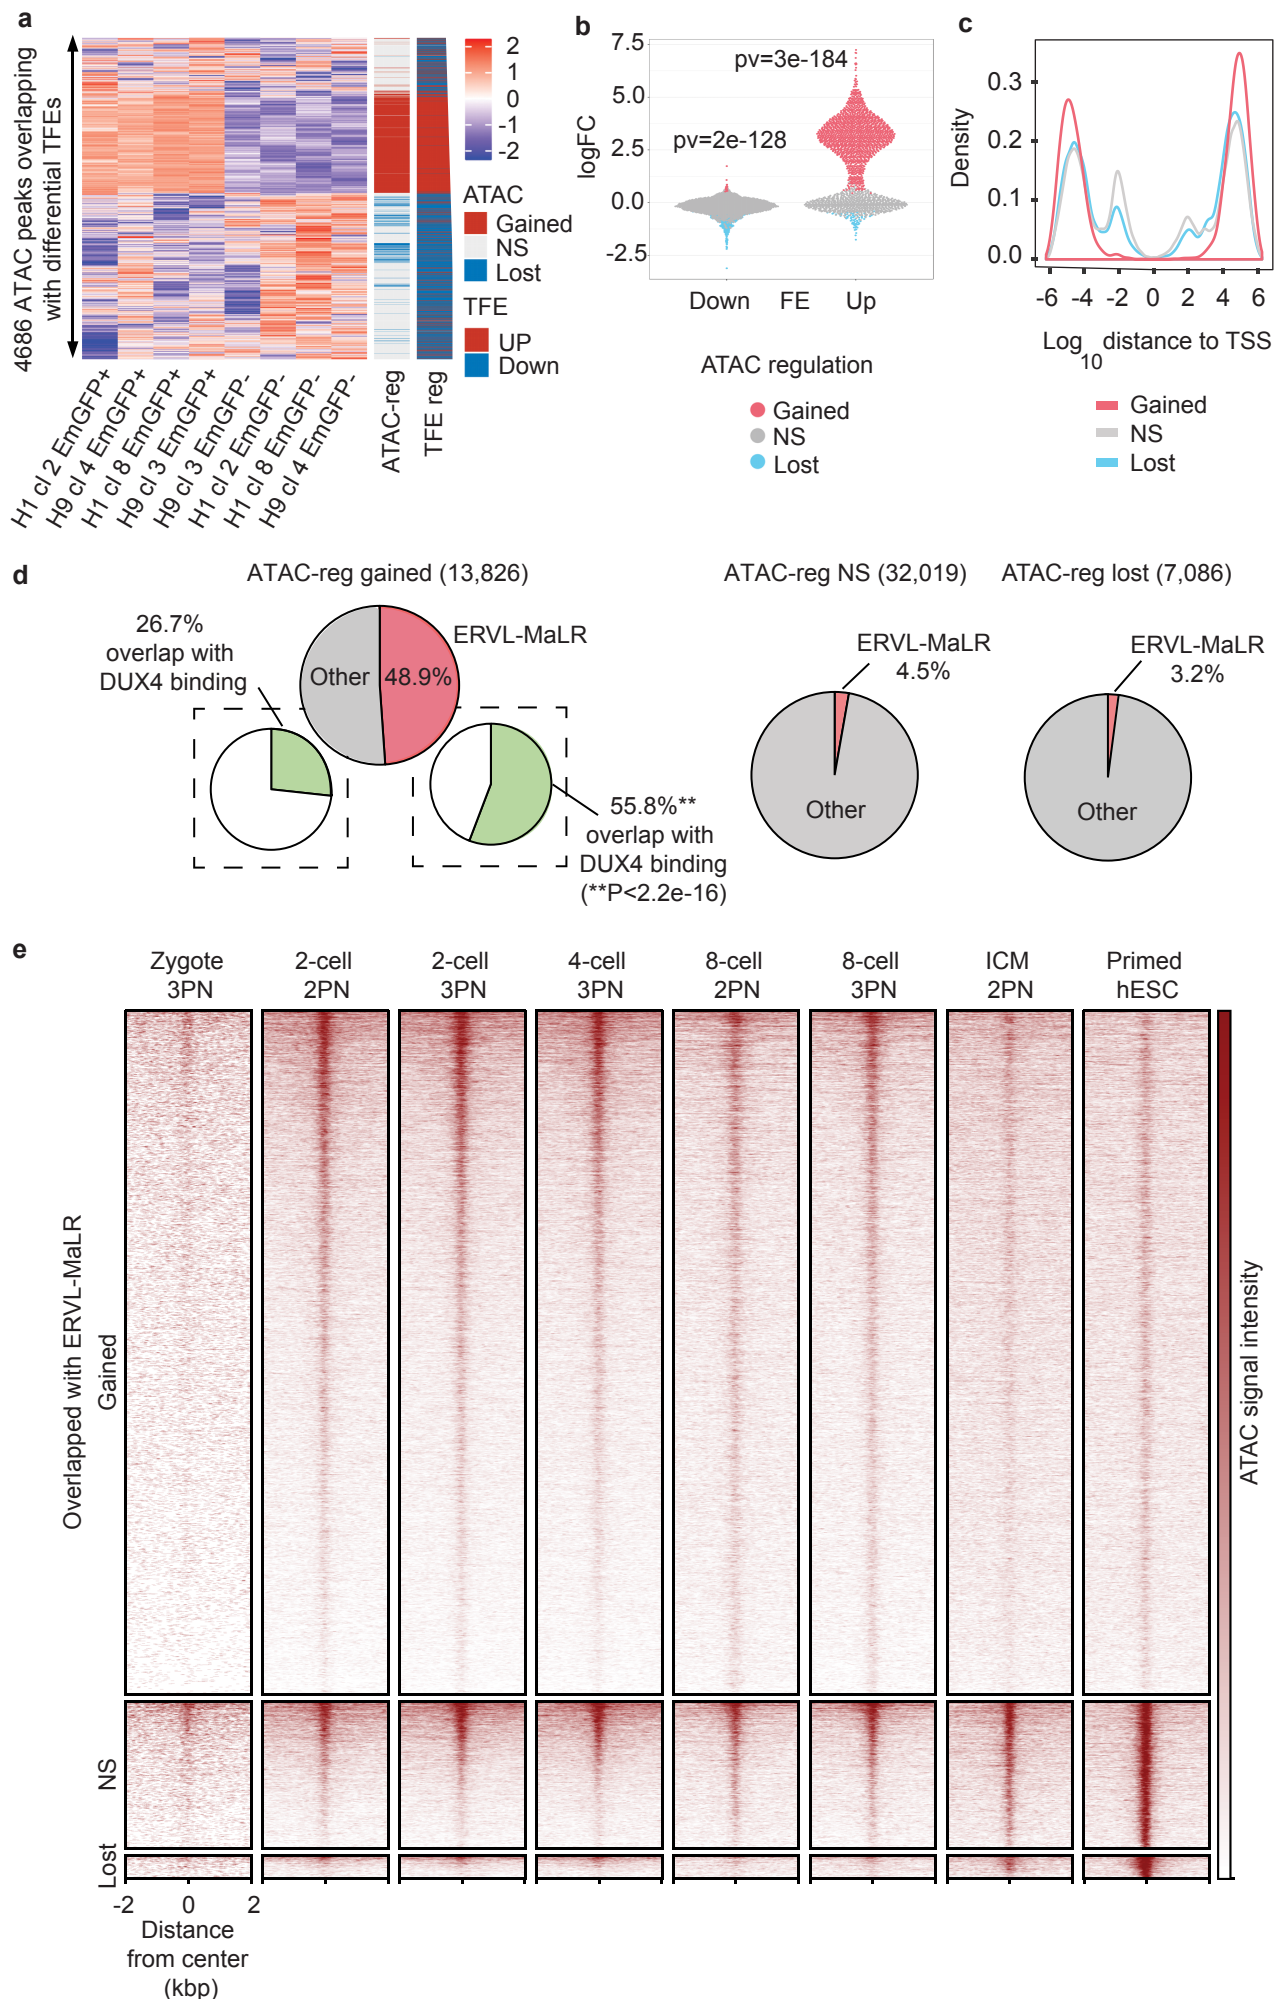 a
4686 ATAC peaks overlapping
with differential TFEs
2
1
0
-1
-2
ATAC
Gained
NS
Lost
TFE
UP
Down
H1 cl 2 EmGFP+
H9 cl 4 EmGFP+
H1 cl 8 EmGFP+
H9 cl 3 EmGFP+
H9 cl 3 EmGFP-
H1 cl 2 EmGFP-
H1 cl 8 EmGFP-
H9 cl 4 EmGFP-
ATAC-reg
TFE reg
b
7.5
5.0
2.5
0.0
-2.5
logFC
pv=3e-184
pv=2e-128
Down FE Up
ATAC regulation
Gained
NS
Lost
c
0.3
0.2
0.1
0.0
Density
-6 -4 -2 0 2 4 6
Log10 distance to TSS
Gained
NS
Lost
d
ATAC-reg gained (13,826)
26.7%
overlap with
DUX4 binding
Other
48.9%
ERVL-MaLR
55.8%**
overlap with
DUX4 binding
(**P<2.2e-16)
ATAC-reg NS (32,019)
ERVL-MaLR
4.5%
Other
ATAC-reg lost (7,086)
ERVL-MaLR
3.2%
Other
e
Zygote
3PN
2-cell
2PN
2-cell
3PN
4-cell
3PN
8-cell
2PN
8-cell
3PN
ICM
2PN
Primed
hESC
Overlapped with ERVL-MaLR
Gained
NS
Lost
ATAC signal intensity
-2 0 2
Distance
from center
(kbp)